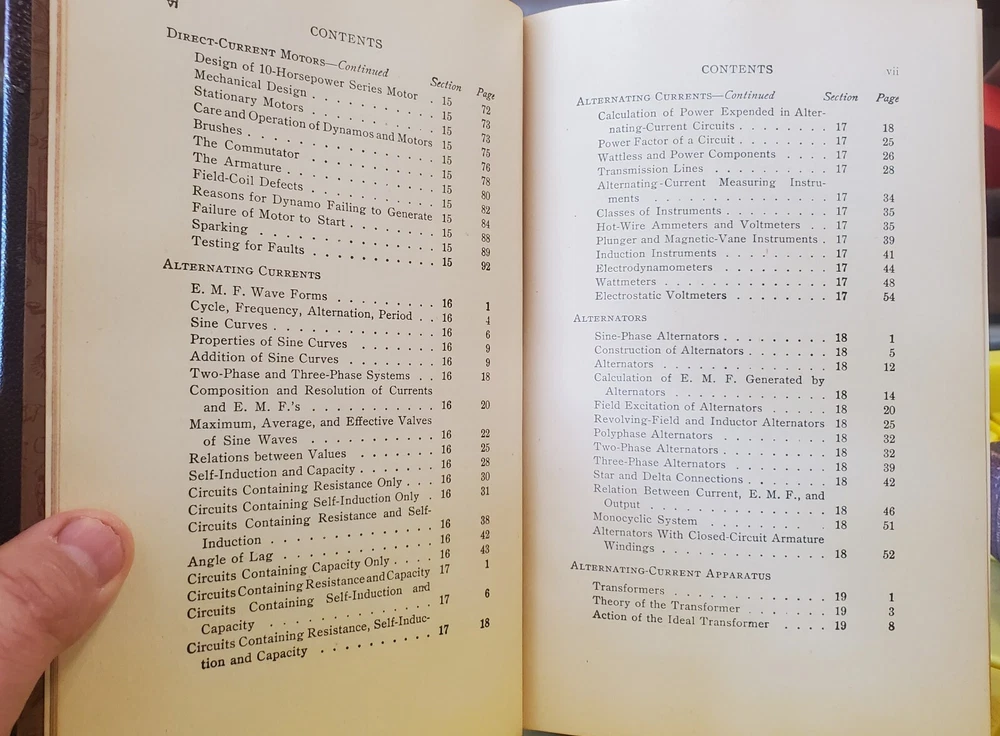 vi
CONTENTS
DIRECT-CURRENT MOTORS—Continued Section Page
Design of 10-Horsepower Series Motor . 15 72
Mechanical Design . . . . . . . . 15 73
Stationary Motors . . . . . . . . 15 73
Care and Operation of Dynamos and Motors 15 75
Brushes . . . . . . . . . . . 15 76
The Commutator . . . . . . . . 15 78
The Armature . . . . . . . . . 15 80
Field-Coil Defects . . . . . . . . 15 82
Reasons for Dynamo Failing to Generate 15 84
Failure of Motor to Start . . . . . . 15 88
Sparking . . . . . . . . . . . 15 89
Testing for Faults . . . . . . . . 15 92
ALTERNATING CURRENTS
E. M. F. Wave Forms . . . . . . . . 16 1
Cycle, Frequency, Alternation, Period . . 16 4
Sine Curves . . . . . . . . . . . 16 6
Properties of Sine Curves . . . . . . 16 9
Addition of Sine Curves . . . . . . . 16 9
Two-Phase and Three-Phase Systems . . 16 18
Composition and Resolution of Currents
and E. M. F.'s . . . . . . . . . 16 20
Maximum, Average, and Effective Valves
of Sine Waves . . . . . . . . . 16 22
Relations between Values . . . . . . 16 25
Self-Induction and Capacity . . . . . . 16 28
Circuits Containing Resistance Only . . . 16 30
Circuits Containing Self-Induction Only . 16 31
Circuits Containing Resistance and Self-
Induction . . . . . . . . . . . 16 38
Angle of Lag . . . . . . . . . . 16 42
Circuits Containing Capacity Only . . . 16 43
Circuits Containing Resistance and Capacity 17 1
Circuits Containing Self-Induction and
Capacity . . . . . . . . . . . 17 6
Circuits Containing Resistance, Self-Induc-
tion and Capacity . . . . . . . . 17 18
CONTENTS vii
ALTERNATING CURRENTS—Continued Section Page
Calculation of Power Expended in Alter-
nating-Current Circuits . . . . . . 17 18
Power Factor of a Circuit . . . . . . . 17 25
Wattless and Power Components . . . . 17 26
Transmission Lines . . . . . . . . 17 28
Alternating-Current Measuring Instru-
ments . . . . . . . . . . . . 17 34
Classes of Instruments . . . . . . . . 17 35
Hot-Wire Ammeters and Voltmeters . . 17 35
Plunger and Magnetic-Vane Instruments . 17 39
Induction Instruments . . . . . . . . 17 41
Electrodynamometers . . . . . . . . 17 44
Wattmeters . . . . . . . . . . . 17 48
Electrostatic Voltmeters . . . . . . . 17 54
ALTERNATORS
Sine-Phase Alternators . . . . . . . . 18 1
Construction of Alternators . . . . . . 18 5
Alternators . . . . . . . . . . . 18 12
Calculation of E. M. F. Generated by
Alternators . . . . . . . . . . 18 14
Field Excitation of Alternators . . . . . 18 20
Revolving-Field and Inductor Alternators 18 25
Polyphase Alternators . . . . . . . . 18 32
Two-Phase Alternators . . . . . . . . 18 32
Three-Phase Alternators . . . . . . . 18 39
Star and Delta Connections . . . . . . 18 42
Relation Between Current, E. M. F., and
Output . . . . . . . . . . . . 18 46
Monocyclic System . . . . . . . . . 18 51
Alternators With Closed-Circuit Armature
Windings . . . . . . . . . . . 18 52
ALTERNATING-CURRENT APPARATUS
Transformers . . . . . . . . . . . 19 1
Theory of the Transformer . . . . . . 19 3
Action of the Ideal Transformer . . . . 19 8